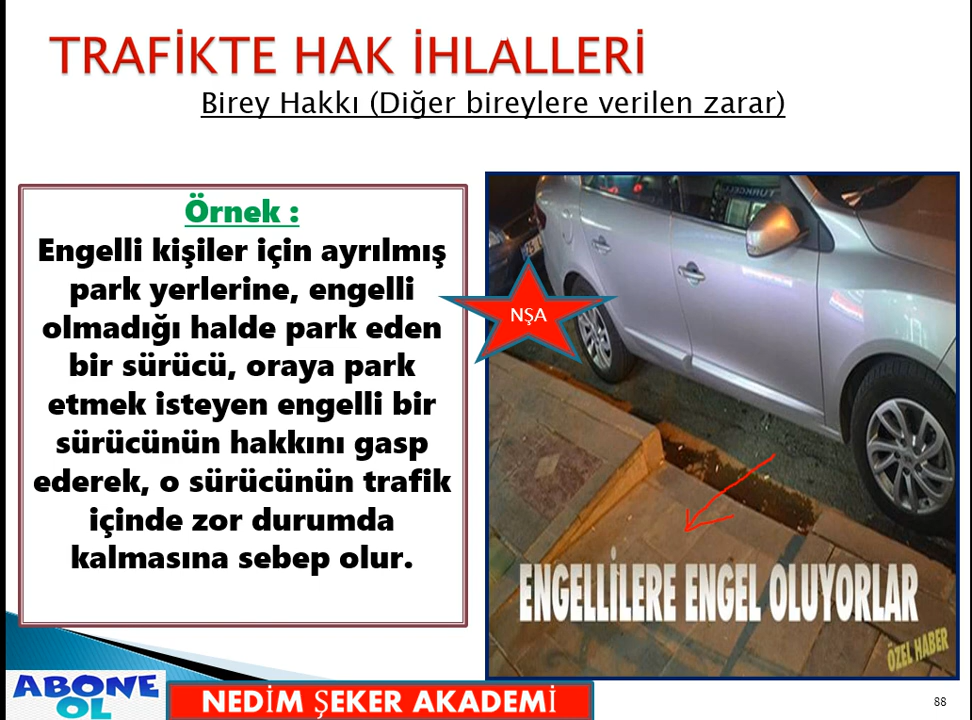 TRAFİKTE HAK İHLALLERİ
Birey Hakkı (Diğer bireylere verilen zarar)
Örnek :
Engelli kişiler için ayrılmış
park yerlerine, engelli
olmadığı halde park eden
bir sürücü, oraya park
etmek isteyen engelli bir
sürücünün hakkını gasp
ederek, o sürücünün trafik
içinde zor durumda
kalmasına sebep olur.
NŞA
TURKCELL
ENGELLİLERE ENGEL OLUYORLAR
ÖZEL HABER
ABONE
OL
NEDİM ŞEKER AKADEMİ
88